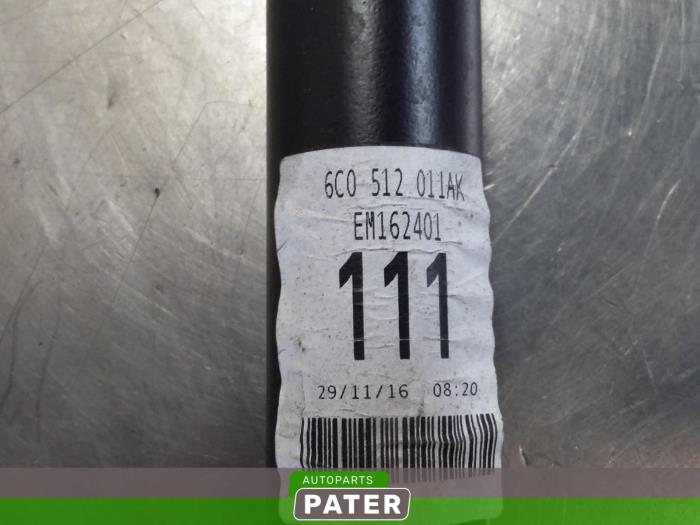 6C0 512 011AK
EM162401
111
29/11/16 08:20
AUTOPARTS
PATER